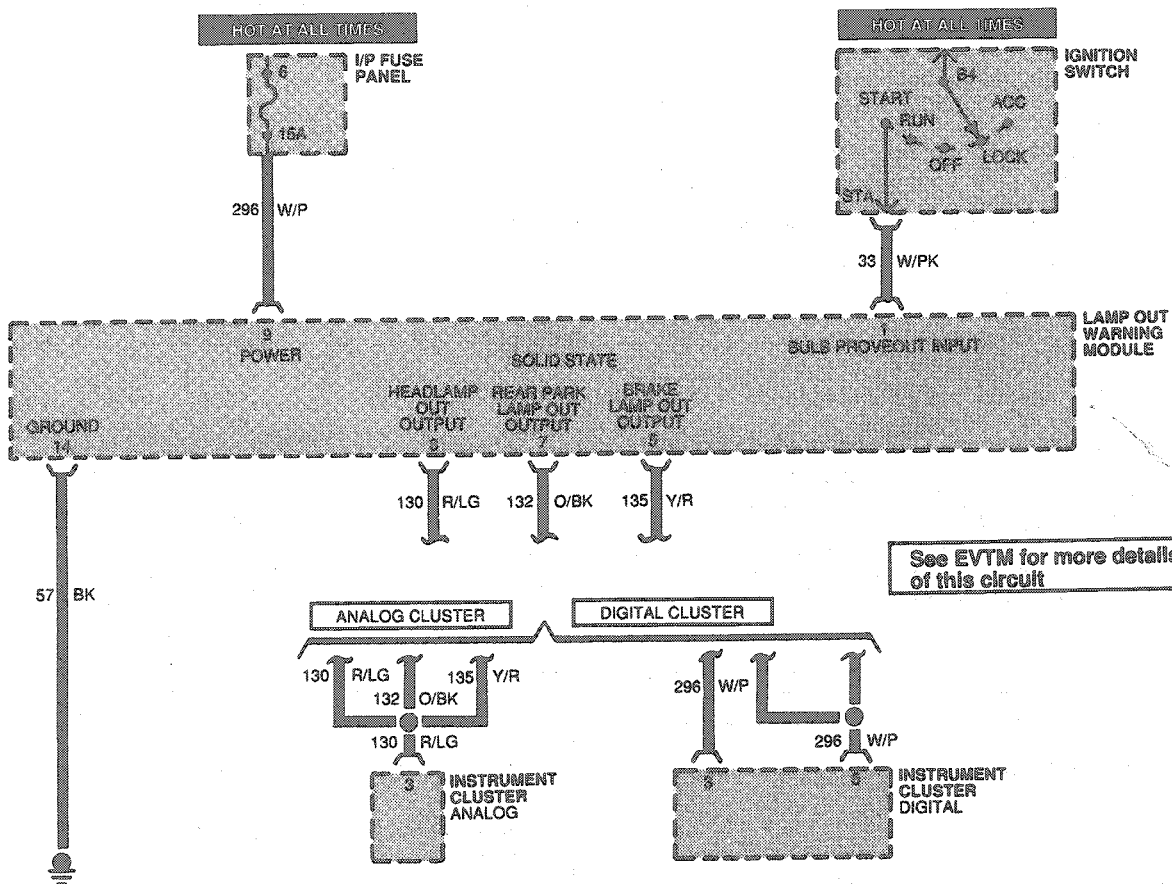 HOT AT ALL TIMES
HOT AT ALL TIMES
I/P FUSE
PANEL
6
15A
IGNITION
SWITCH
B4
START
RUN
OFF
LOCK
ACC
STA
296 W/P
33 W/PK
LAMP OUT
WARNING
MODULE
9
POWER
SOLID STATE
1
BULB PROVEOUT INPUT
HEADLAMP
OUT
OUTPUT
REAR PARK
LAMP OUT
OUTPUT
7
BRAKE
LAMP OUT
OUTPUT
5
GROUND
14
130 R/LG
132 O/BK
135 Y/R
57 BK
See EVTM for more details
of this circuit
ANALOG CLUSTER
DIGITAL CLUSTER
130 R/LG
132 O/BK
135 Y/R
130 R/LG
296 W/P
296 W/P
3
INSTRUMENT
CLUSTER
ANALOG
INSTRUMENT
CLUSTER
DIGITAL